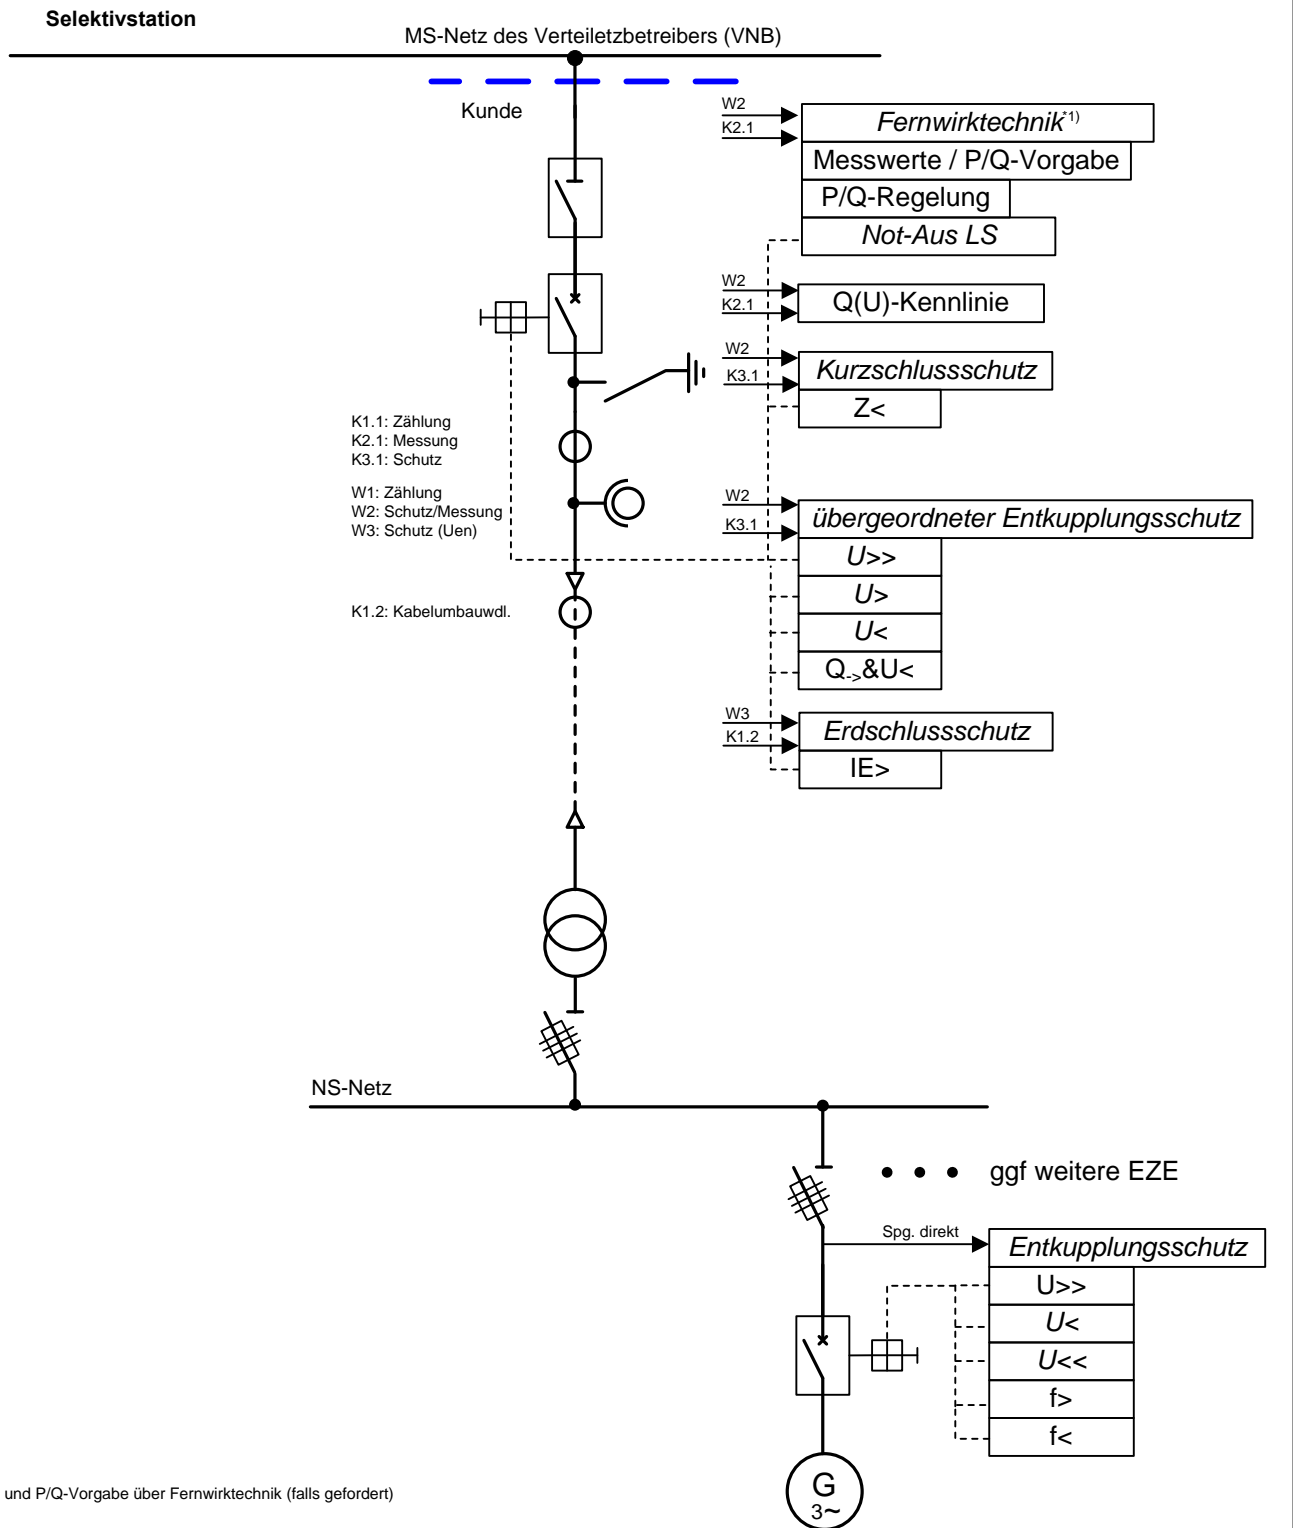 Selektivstation
MS-Netz des Verteiletzbetreibers (VNB)
Kunde
W2
K2.1
Fernwirktechnik*1)
Messwerte / P/Q-Vorgabe
P/Q-Regelung
Not-Aus LS
W2
K2.1
Q(U)-Kennlinie
W2
K3.1
Kurzschlussschutz
Z<
K1.1: Zählung
K2.1: Messung
K3.1: Schutz
W1: Zählung
W2: Schutz/Messung
W3: Schutz (Uen)
W2
K3.1
übergeordneter Entkupplungsschutz
U>>
U>
U<
Q->&U<
K1.2: Kabelumbauwdl.
W3
K1.2
Erdschlussschutz
IE>
NS-Netz
ggf weitere EZE
Spg. direkt
Entkupplungsschutz
U>>
U<
U<<
f>
f<
G
3~
und P/Q-Vorgabe über Fernwirktechnik (falls gefordert)